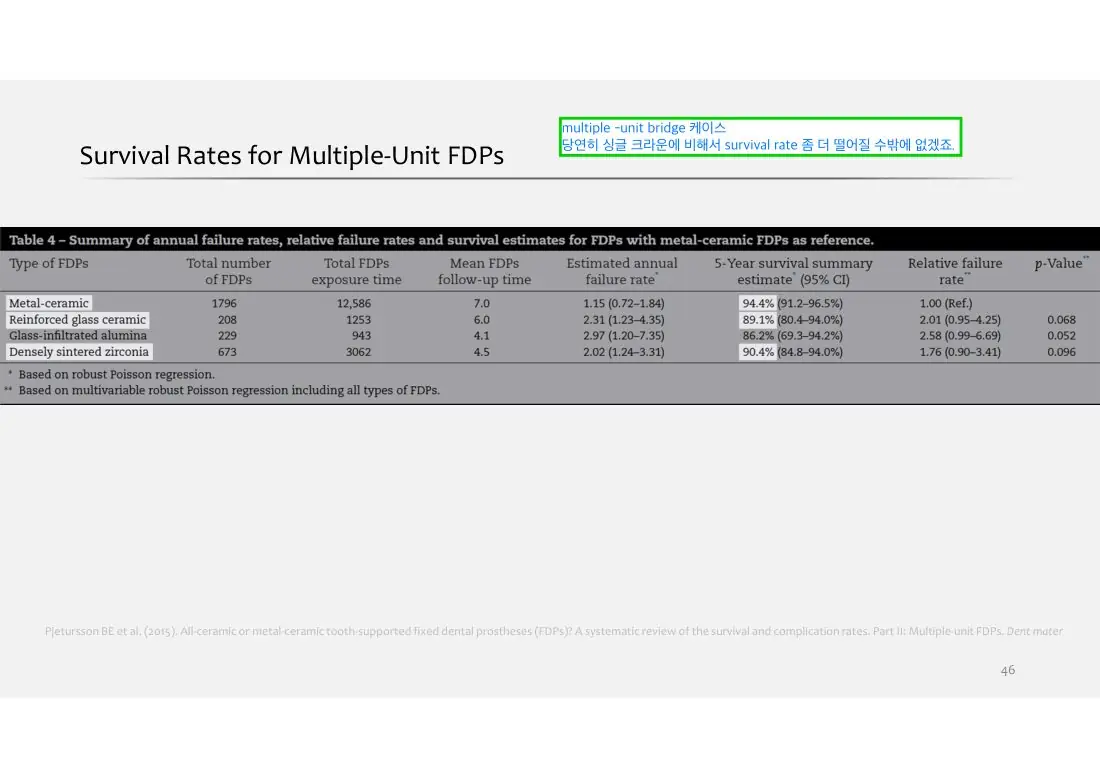 multiple -unit bridge 케이스
당연히 싱글 크라운에 비해서 survival rate 좀 더 떨어질 수밖에 없겠죠.
Survival Rates for Multiple-Unit FDPs
Table 4 – Summary of annual failure rates, relative failure rates and survival estimates for FDPs with metal-ceramic FDPs as reference.
Type of FDPs Total number of FDPs Total FDPs exposure time Mean FDPs follow-up time Estimated annual failure rate* 5-Year survival summary estimate* (95% CI) Relative failure rate** p-Value**
Metal-ceramic 1796 12,586 7.0 1.15 (0.72–1.84) 94.4% (91.2–96.5%) 1.00 (Ref.)
Reinforced glass ceramic 208 1253 6.0 2.31 (1.23–4.35) 89.1% (80.4–94.0%) 2.01 (0.95–4.25) 0.068
Glass-infiltrated alumina 229 943 4.1 2.97 (1.20–7.35) 86.2% (69.3–94.2%) 2.58 (0.99–6.69) 0.052
Densely sintered zirconia 673 3062 4.5 2.02 (1.24–3.31) 90.4% (84.8–94.0%) 1.76 (0.90–3.41) 0.096
* Based on robust Poisson regression.
** Based on multivariable robust Poisson regression including all types of FDPs.
Pjetursson BE et al. (2015). All-ceramic or metal-ceramic tooth-supported fixed dental prostheses (FDPs)? A systematic review of the survival and complication rates. Part II: Multiple-unit FDPs. Dent mater
46